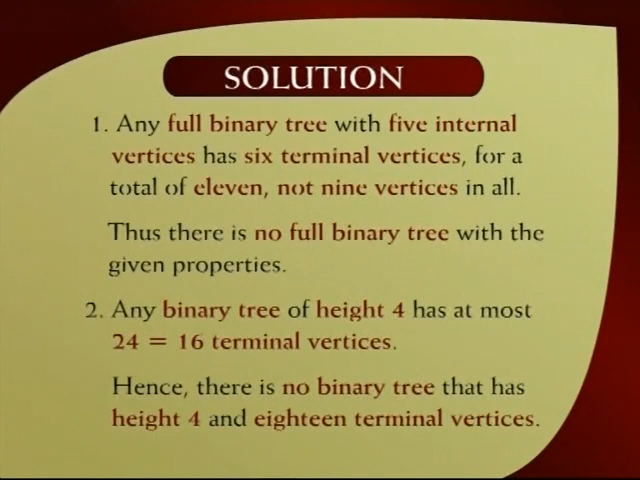 SOLUTION
1. Any full binary tree with five internal
vertices has six terminal vertices, for a
total of eleven, not nine vertices in all.
Thus there is no full binary tree with the
given properties.
2. Any binary tree of height 4 has at most
24 = 16 terminal vertices.
Hence, there is no binary tree that has
height 4 and eighteen terminal vertices.